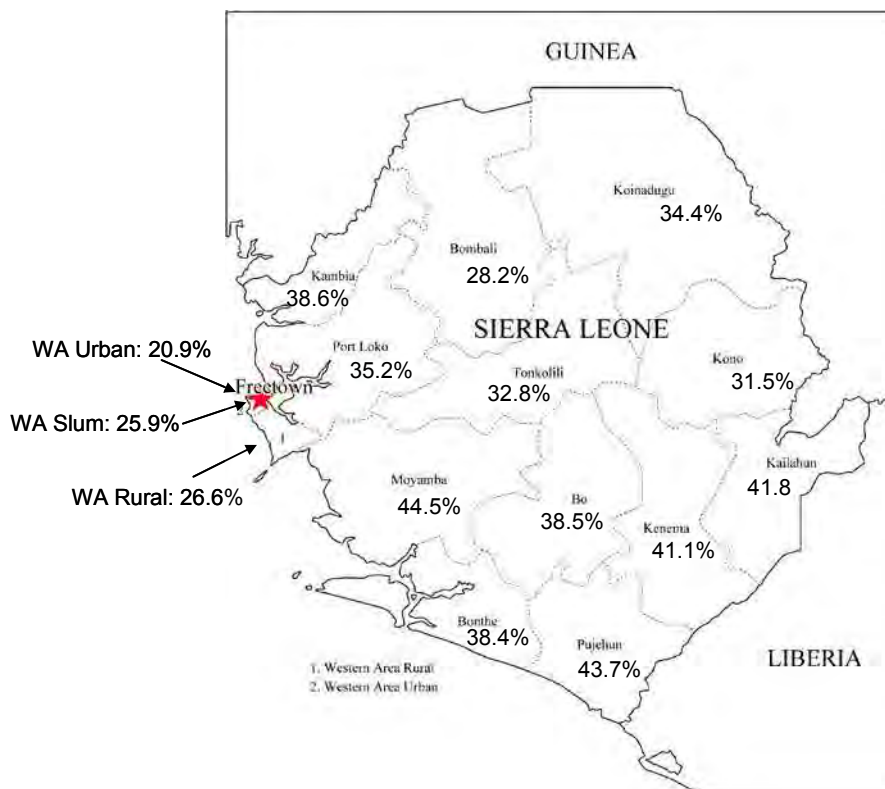 GUINEA
Koinadugu
34.4%
Bombali
28.2%
Kambia
38.6%
SIERRA LEONE
WA Urban: 20.9%
Port Loko
35.2%
Kono
31.5%
Tonkolili
32.8%
Freetown
WA Slum: 25.9%
WA Rural: 26.6%
Kailahun
41.8
Moyamba
44.5%
Bo
38.5%
Kenema
41.1%
Bonthe
38.4%
Pujehun
43.7%
LIBERIA
1. Western Area Rural
2. Western Area Urban